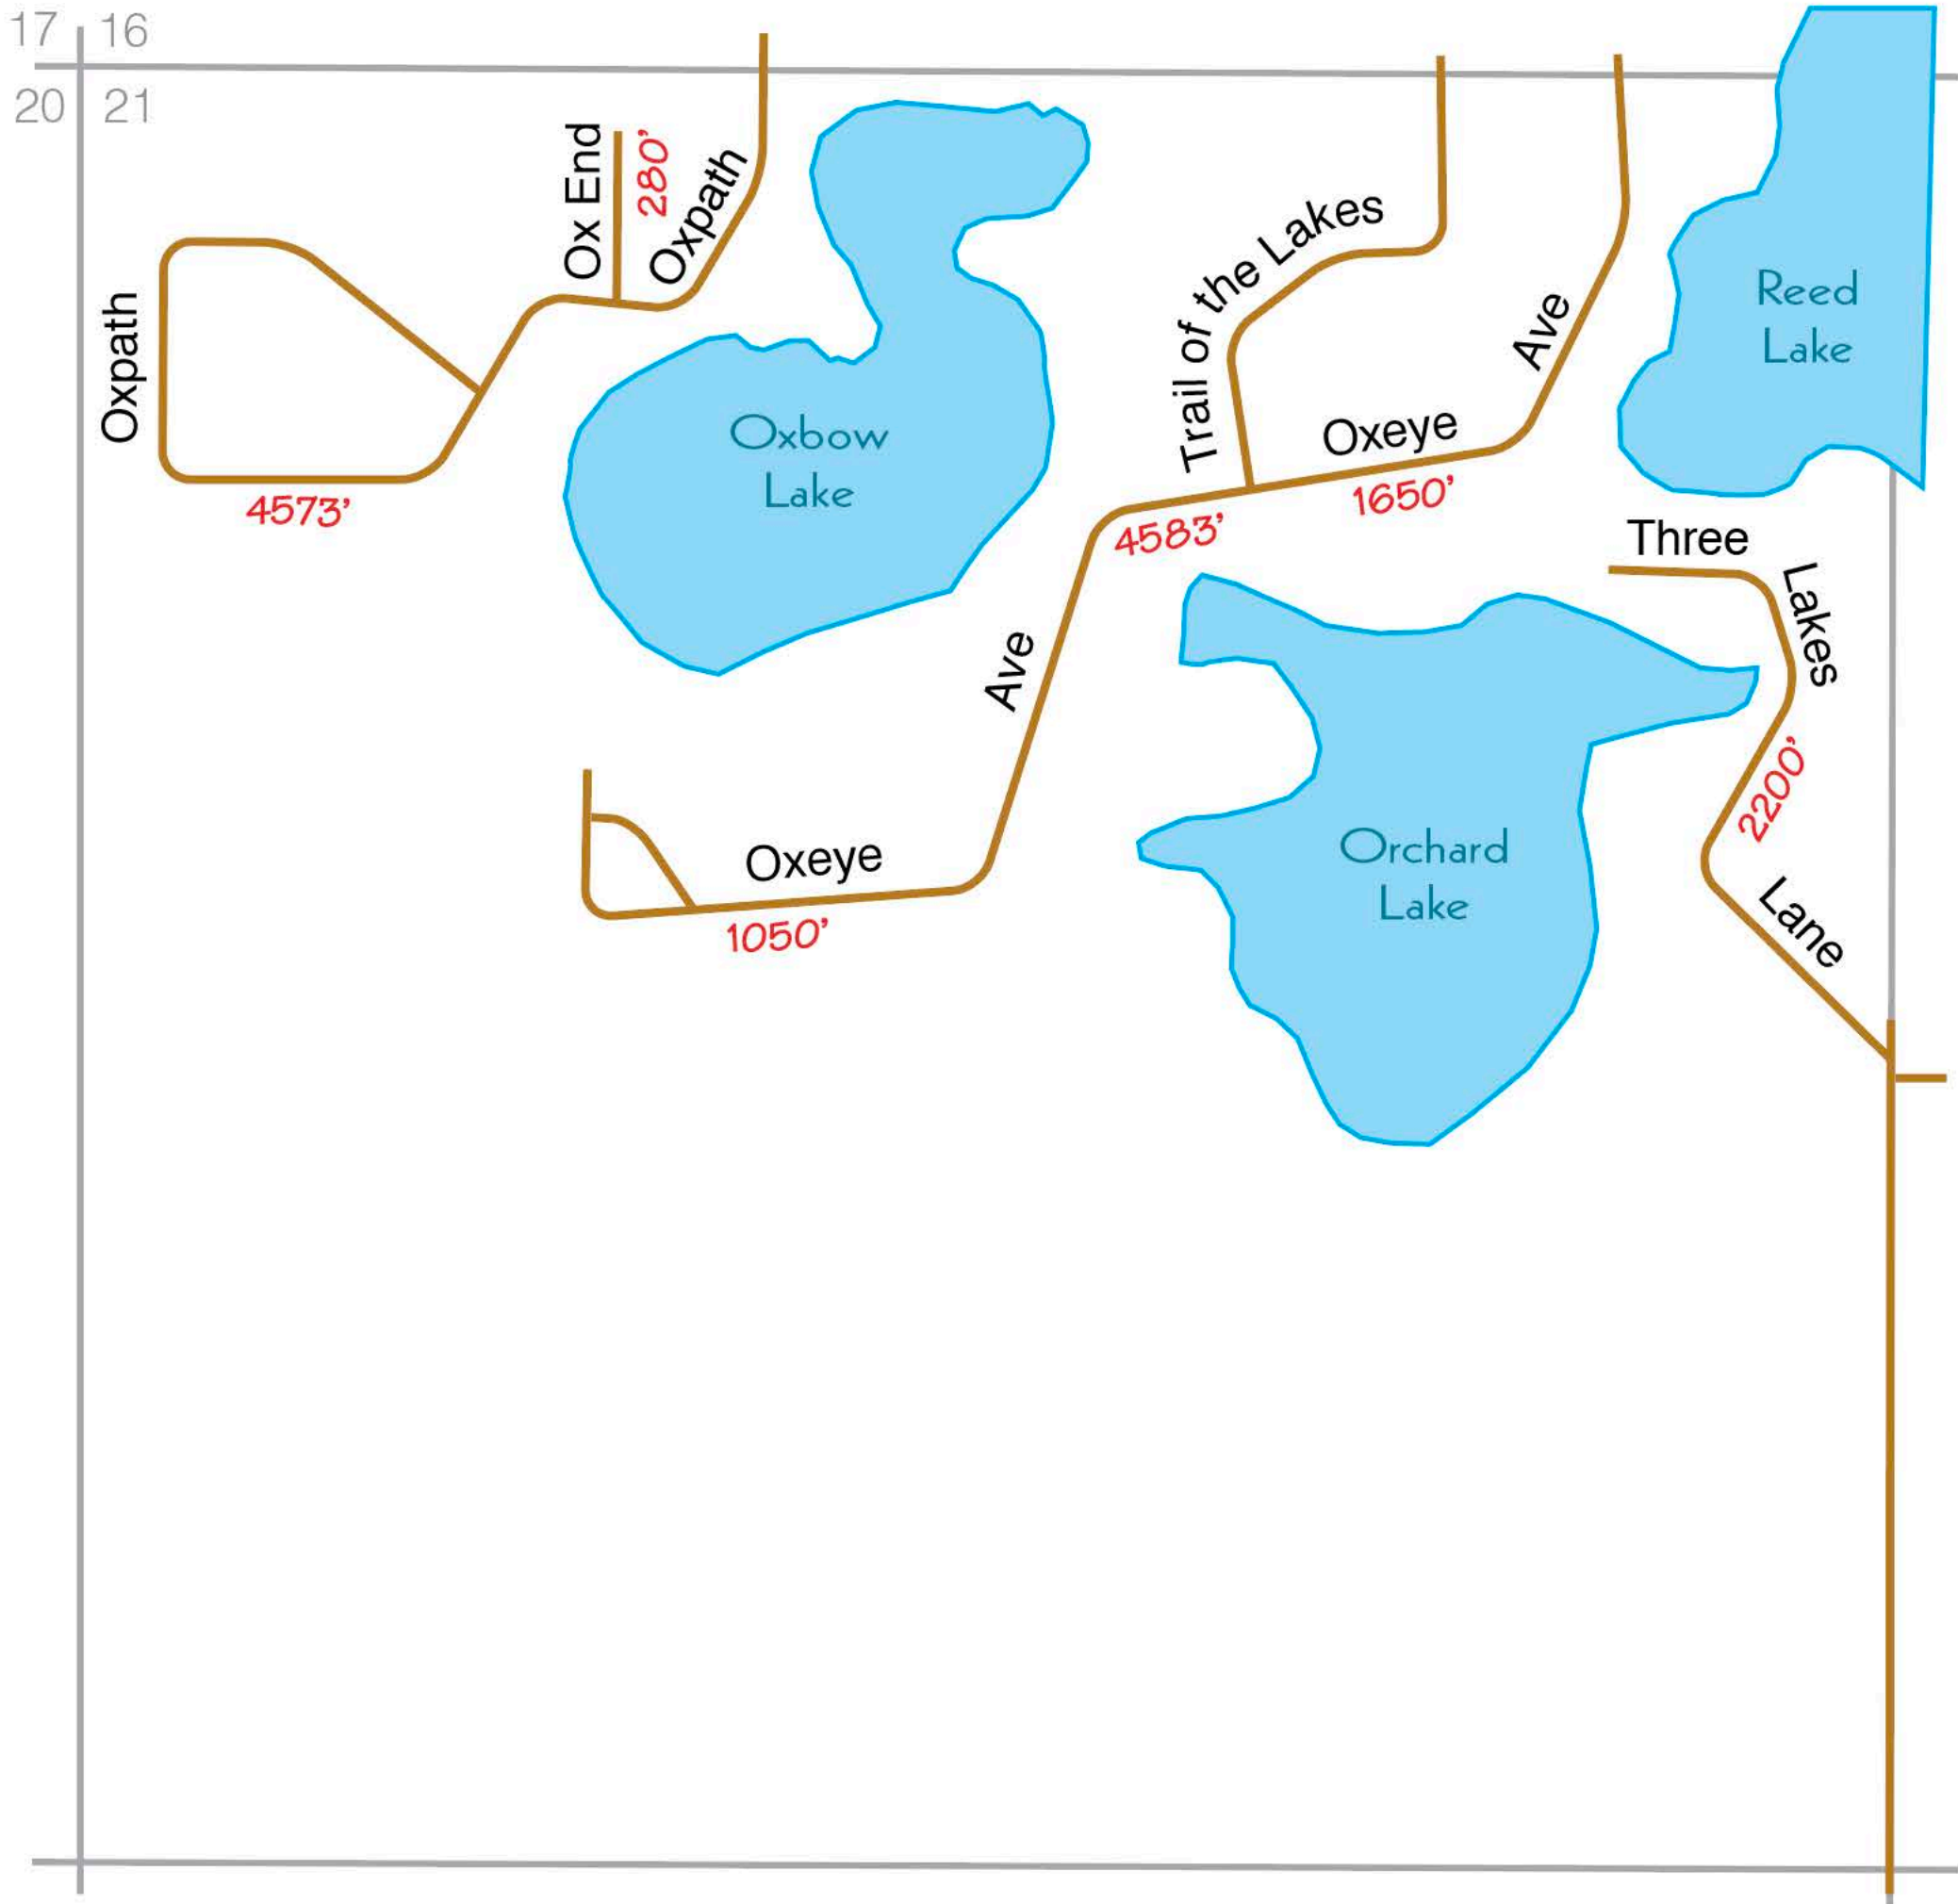 17 16
20 21
Ox End
280'
Oxpath
Oxpath
4573'
Oxbow
Lake
Trail of the Lakes
Oxeye
Ave
1650'
4583'
Reed
Lake
Three
Lakes
2200'
Lane
Ave
Oxeye
1050'
Orchard
Lake